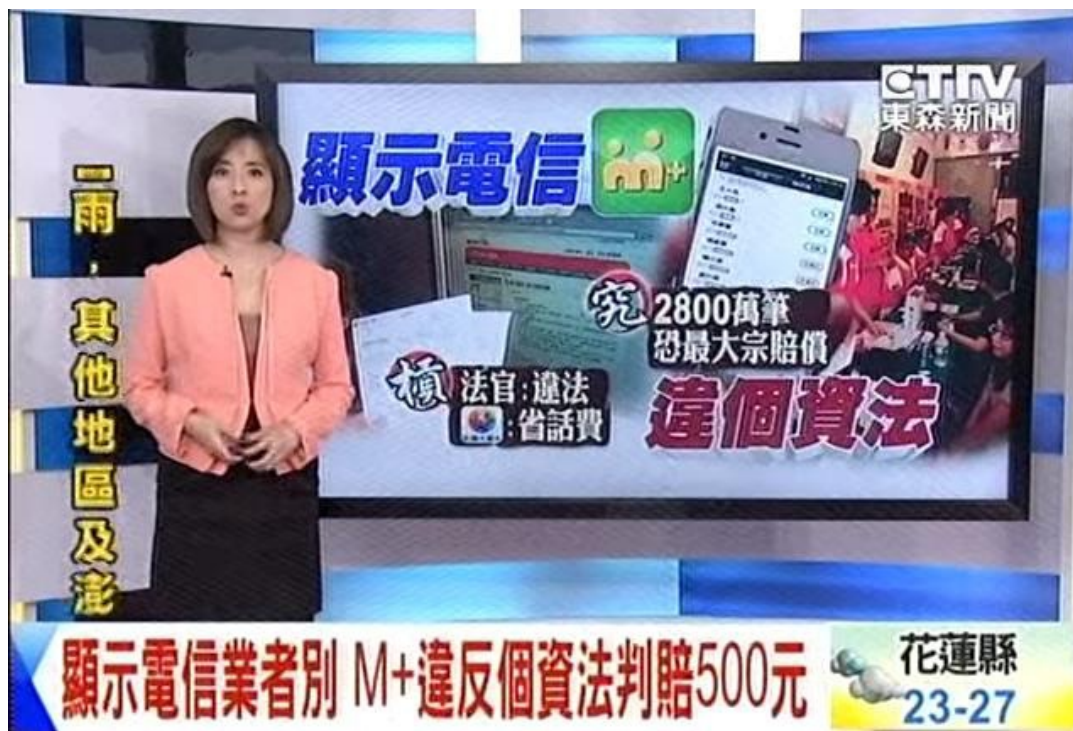 ETTV
東森新聞
顯示電信 m+
究 2800萬筆
恐最大宗賠償
槓 法官:違法
:省話費
違個資法
雨,其他地區及澎
顯示電信業者別 M+違反個資法判賠500元
花蓮縣
23-27